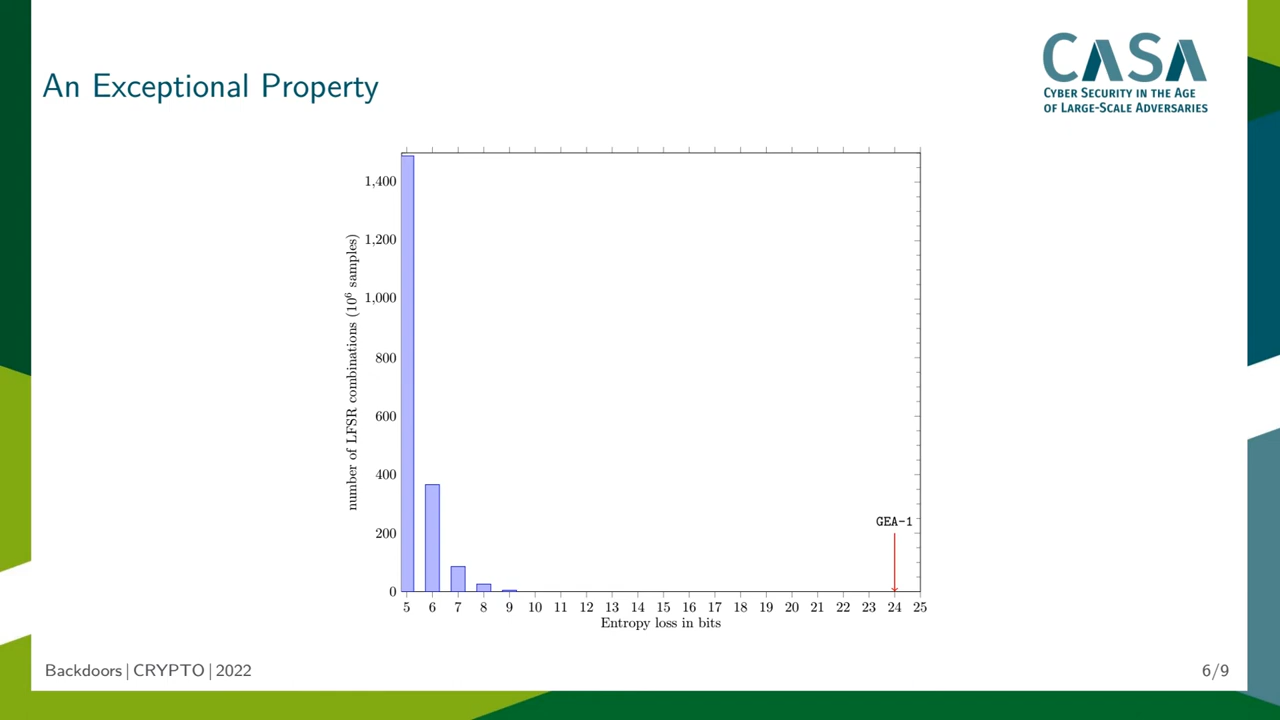 An Exceptional Property
CASA
CYBER SECURITY IN THE AGE
OF LARGE-SCALE ADVERSARIES
number of LFSR combinations (10⁶ samples)
1,400
1,200
1,000
800
600
400
200
0
GEA-1
5 6 7 8 9 10 11 12 13 14 15 16 17 18 19 20 21 22 23 24 25
Entropy loss in bits
Backdoors | CRYPTO | 2022
6/9